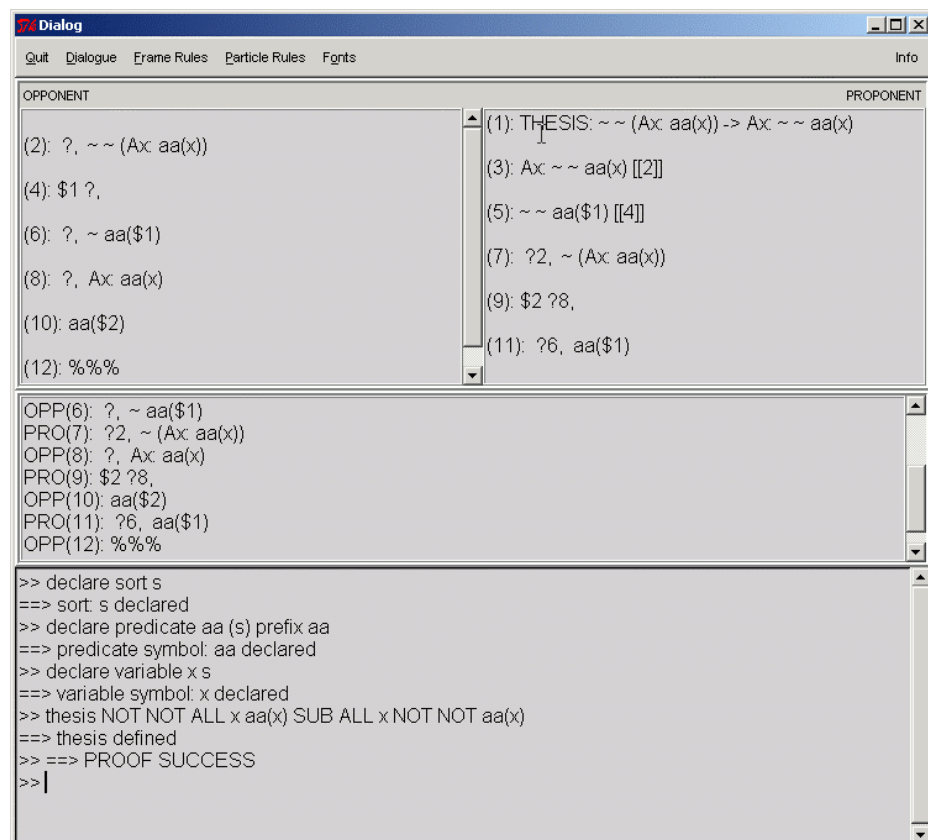 Dialog
Quit Dialogue Frame Rules Particle Rules Fonts Info
OPPONENT PROPONENT
(1): THESIS: ~ ~ (Ax: aa(x)) -> Ax: ~ ~ aa(x)
(2): ?, ~ ~ (Ax: aa(x))
(3): Ax: ~ ~ aa(x) [[2]]
(4): $1 ?,
(5): ~ ~ aa($1) [[4]]
(6): ?, ~ aa($1)
(7): ?2, ~ (Ax: aa(x))
(8): ?, Ax: aa(x)
(9): $2 ?8,
(10): aa($2)
(11): ?6, aa($1)
(12): %%%
OPP(6): ?, ~ aa($1)
PRO(7): ?2, ~ (Ax: aa(x))
OPP(8): ?, Ax: aa(x)
PRO(9): $2 ?8,
OPP(10): aa($2)
PRO(11): ?6, aa($1)
OPP(12): %%%
>> declare sort s
==> sort: s declared
>> declare predicate aa (s) prefix aa
==> predicate symbol: aa declared
>> declare variable x s
==> variable symbol: x declared
>> thesis NOT NOT ALL x aa(x) SUB ALL x NOT NOT aa(x)
==> thesis defined
>> ==> PROOF SUCCESS
>>